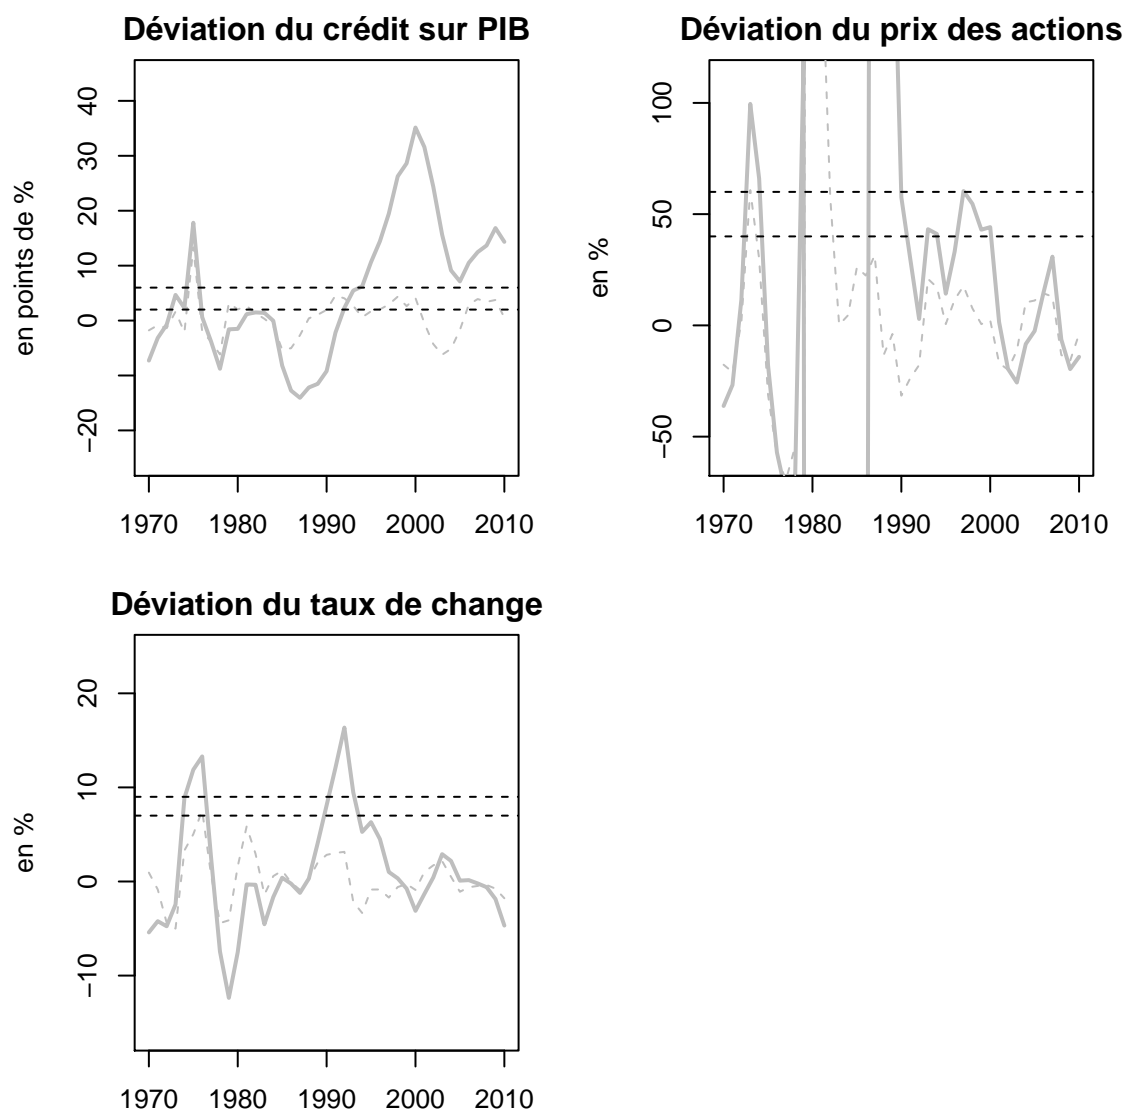 Déviation du crédit sur PIB
en points de %
40
30
20
10
0
−20
1970 1980 1990 2000 2010
Déviation du prix des actions
en %
100
50
0
−50
1970 1980 1990 2000 2010
Déviation du taux de change
en %
20
10
0
−10
1970 1980 1990 2000 2010